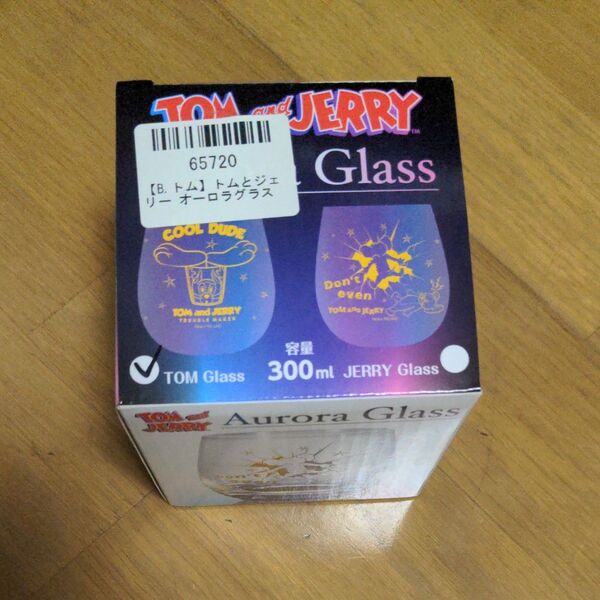 TOM and JERRY
TM
65720
【B. トム】トムとジェ
リー オーロラグラス
a Glass
COOL DUDE
TOM and JERRY
TROUBLE MAKER
Don't
even
TOM and JERRY
TOM Glass
容量
300ml
JERRY Glass
TOM and
JERRY
Aurora Glass
Don't